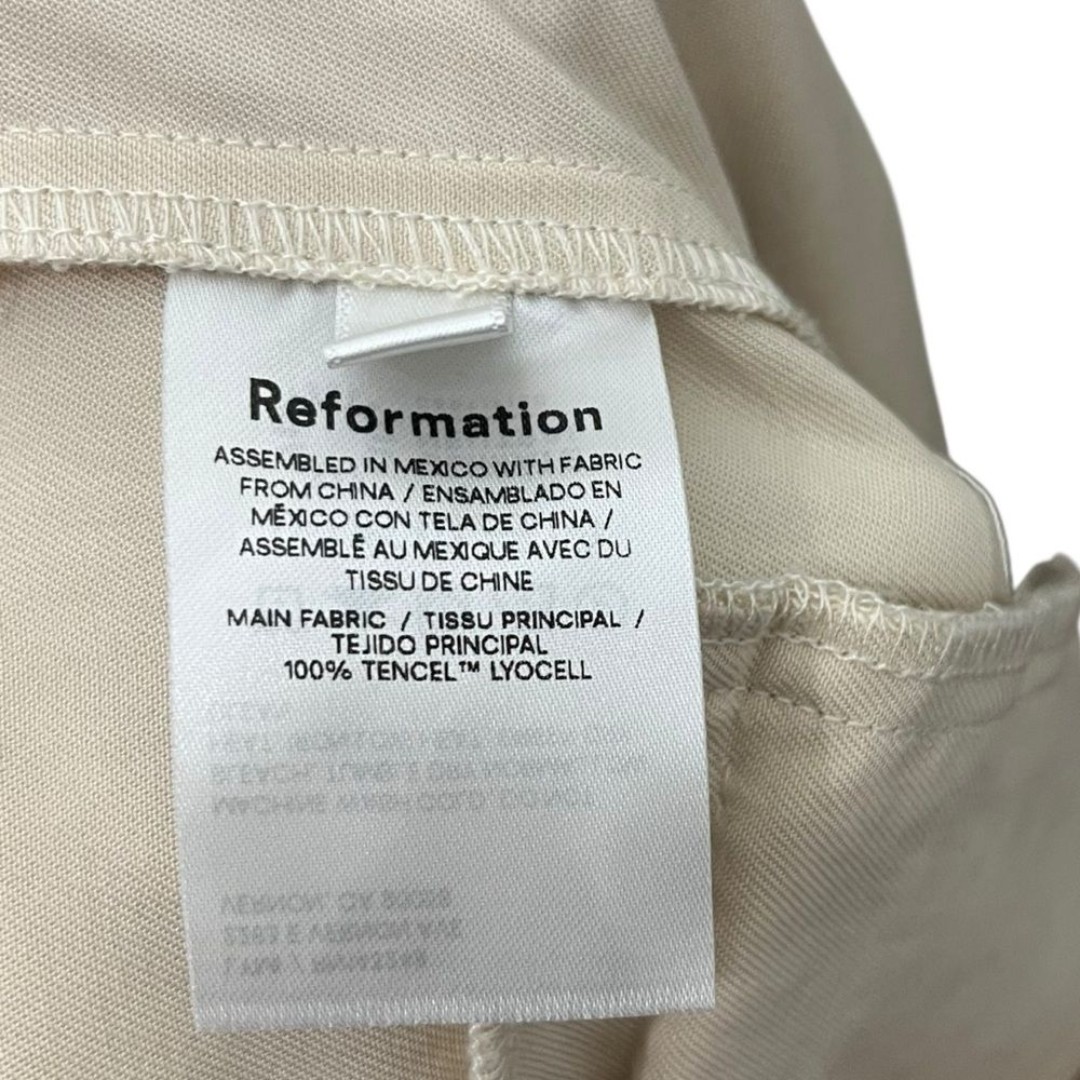 Reformation
ASSEMBLED IN MEXICO WITH FABRIC
FROM CHINA / ENSAMBLADO EN
MÉXICO CON TELA DE CHINA /
ASSEMBLÉ AU MEXIQUE AVEC DU
TISSU DE CHINE
MAIN FABRIC / TISSU PRINCIPAL /
TEJIDO PRINCIPAL
100% TENCEL™ LYOCELL